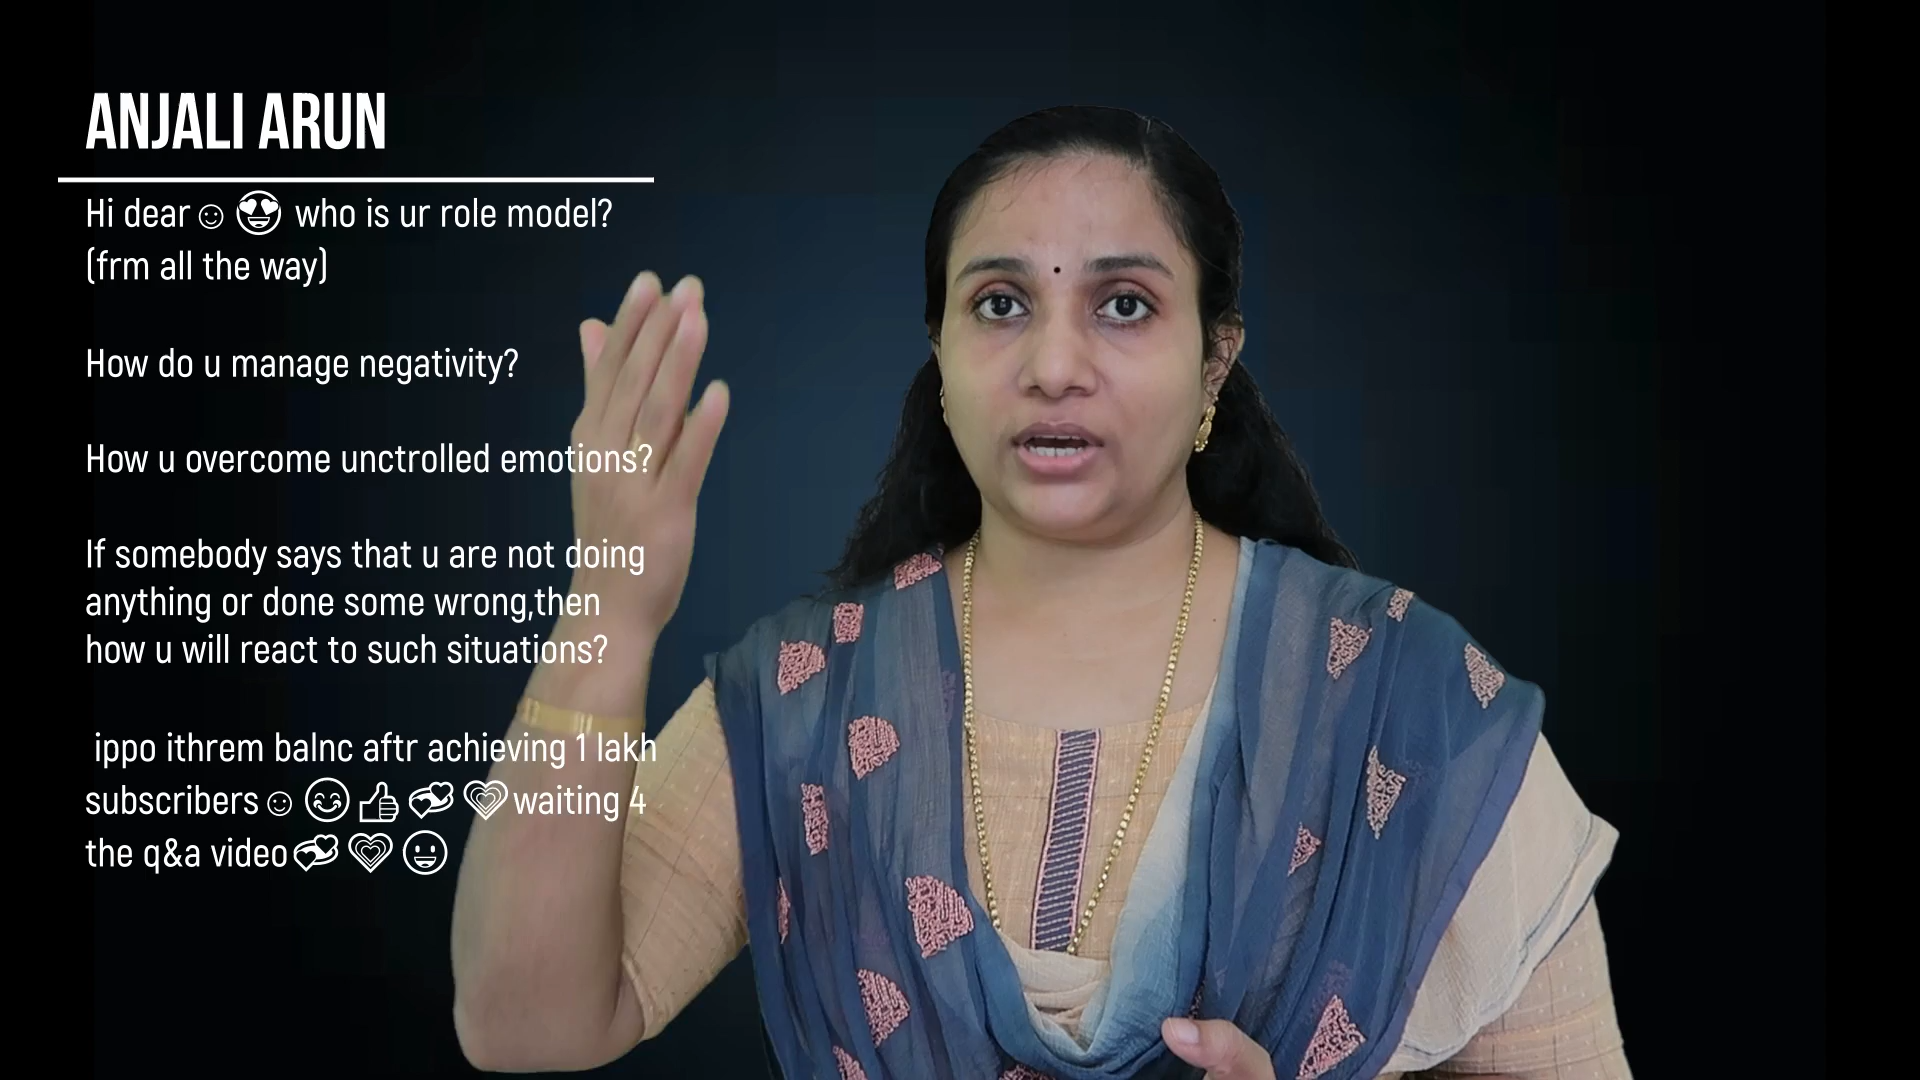 ANJALI ARUN
Hi dear☺😍 who is ur role model?
(frm all the way)
How do u manage negativity?
How u overcome unctrolled emotions?
If somebody says that u are not doing
anything or done some wrong,then
how u will react to such situations?
ippo ithrem balnc aftr achieving 1 lakh
subscribers☺😊👍💞💗waiting 4
the q&a video💞💗😃